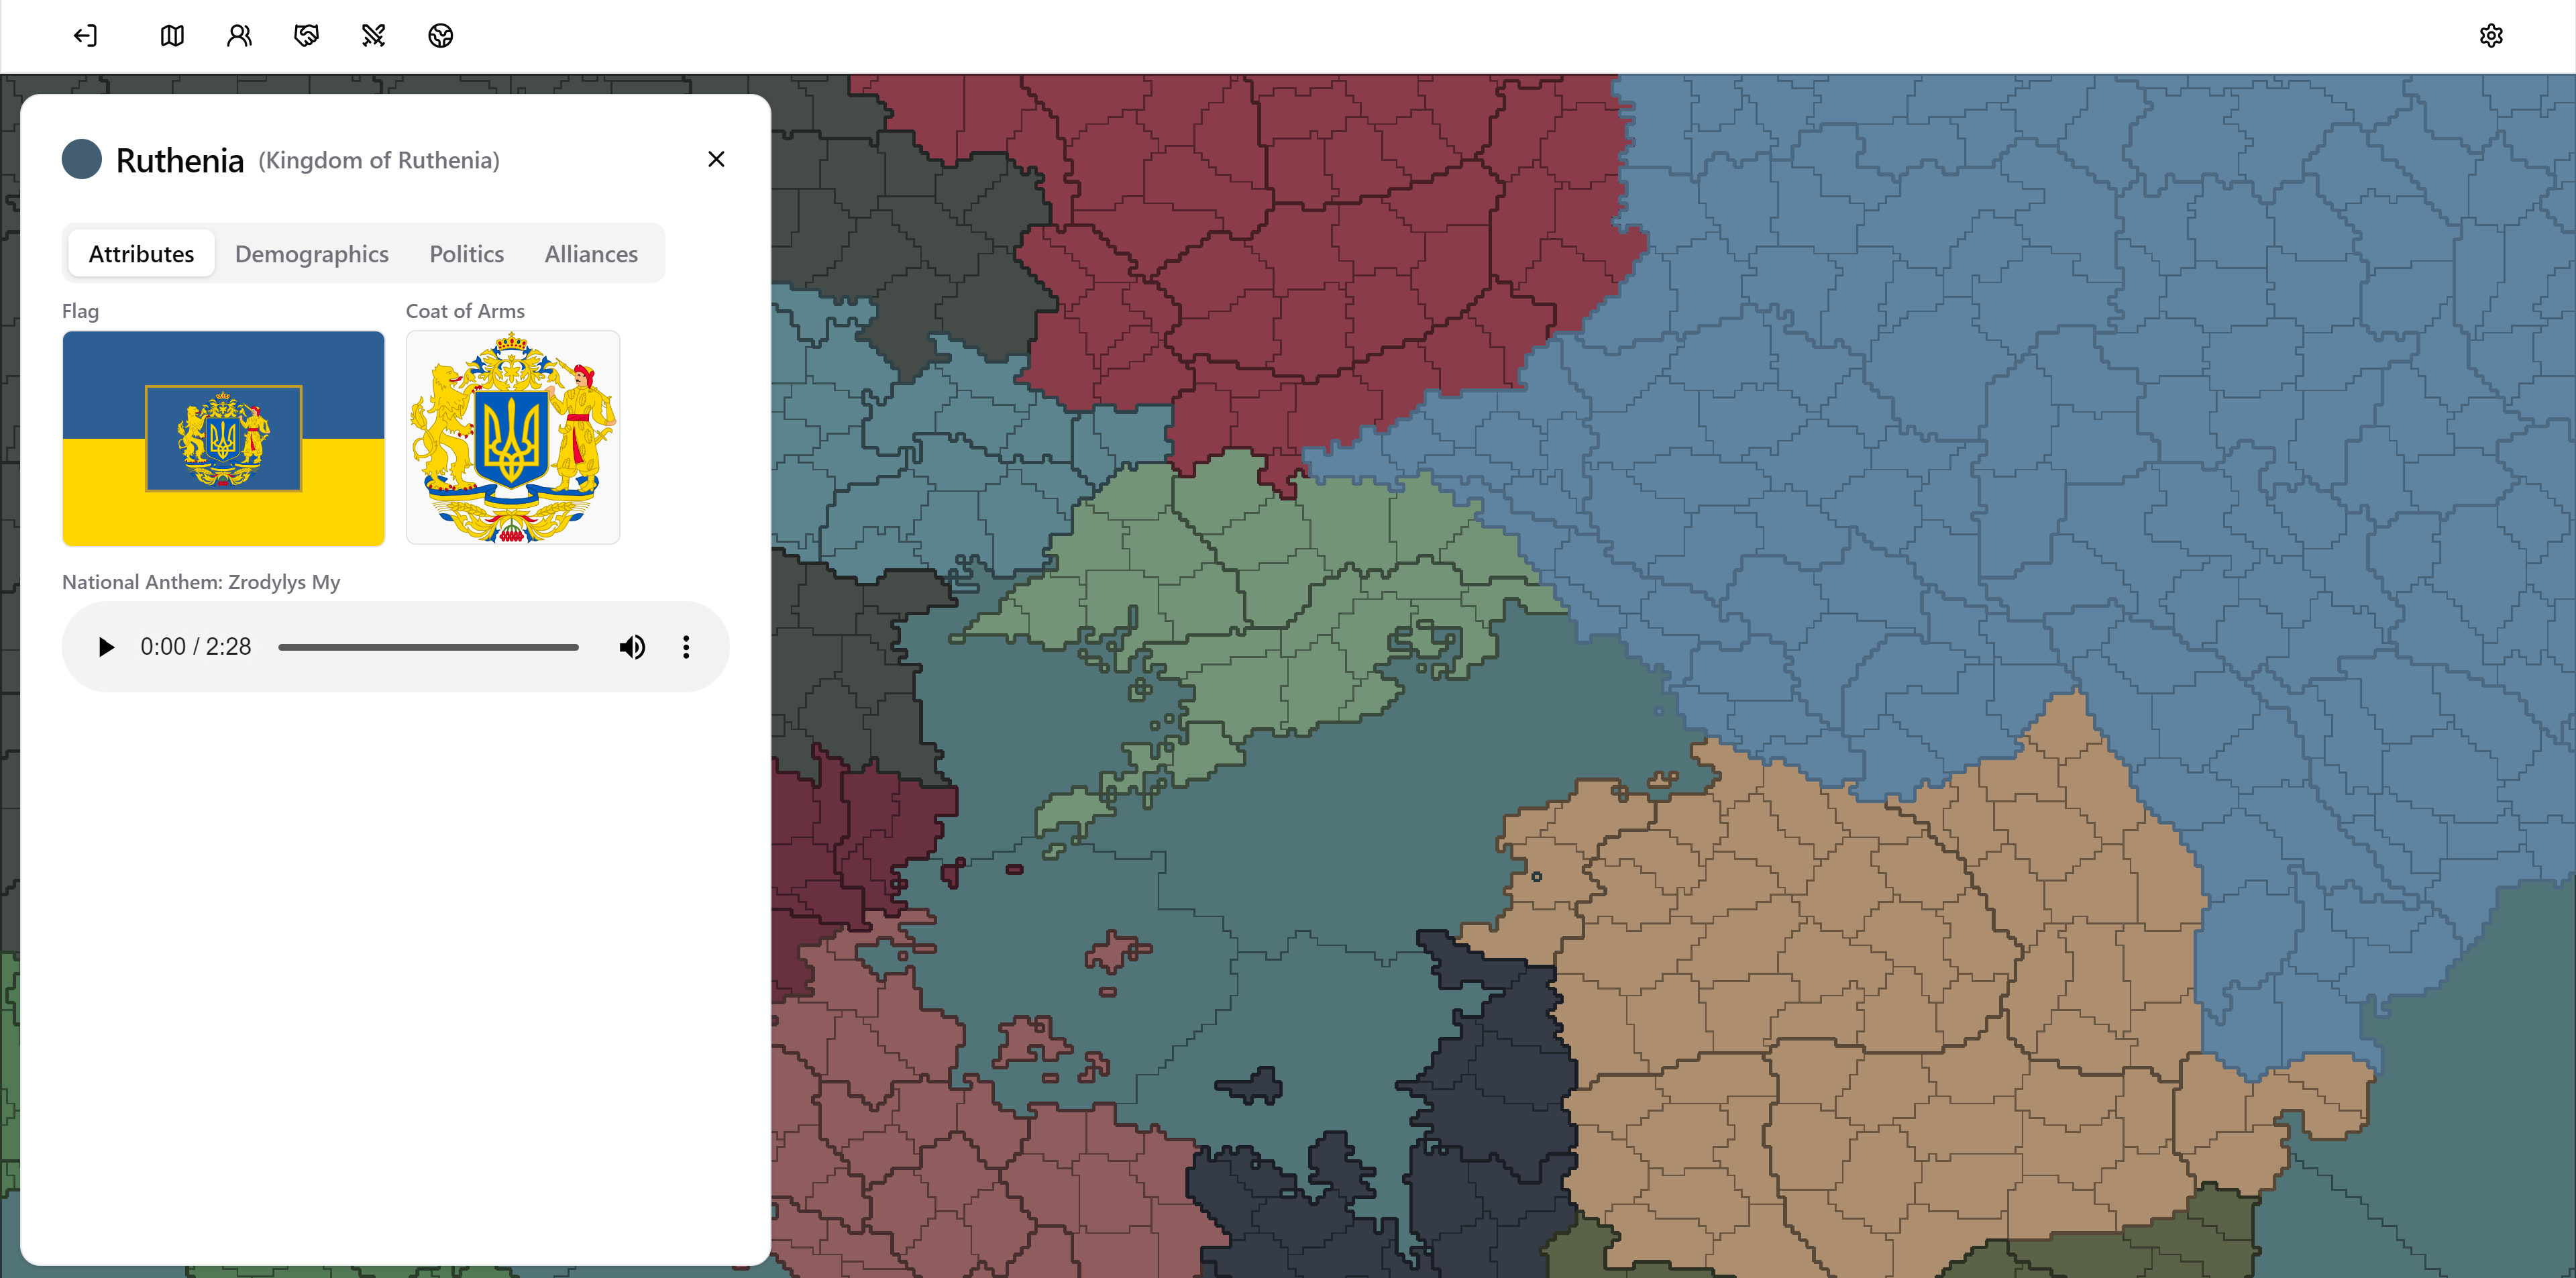 Ruthenia (Kingdom of Ruthenia)
Attributes Demographics Politics Alliances
Flag Coat of Arms
National Anthem: Zrodylys My
0:00 / 2:28